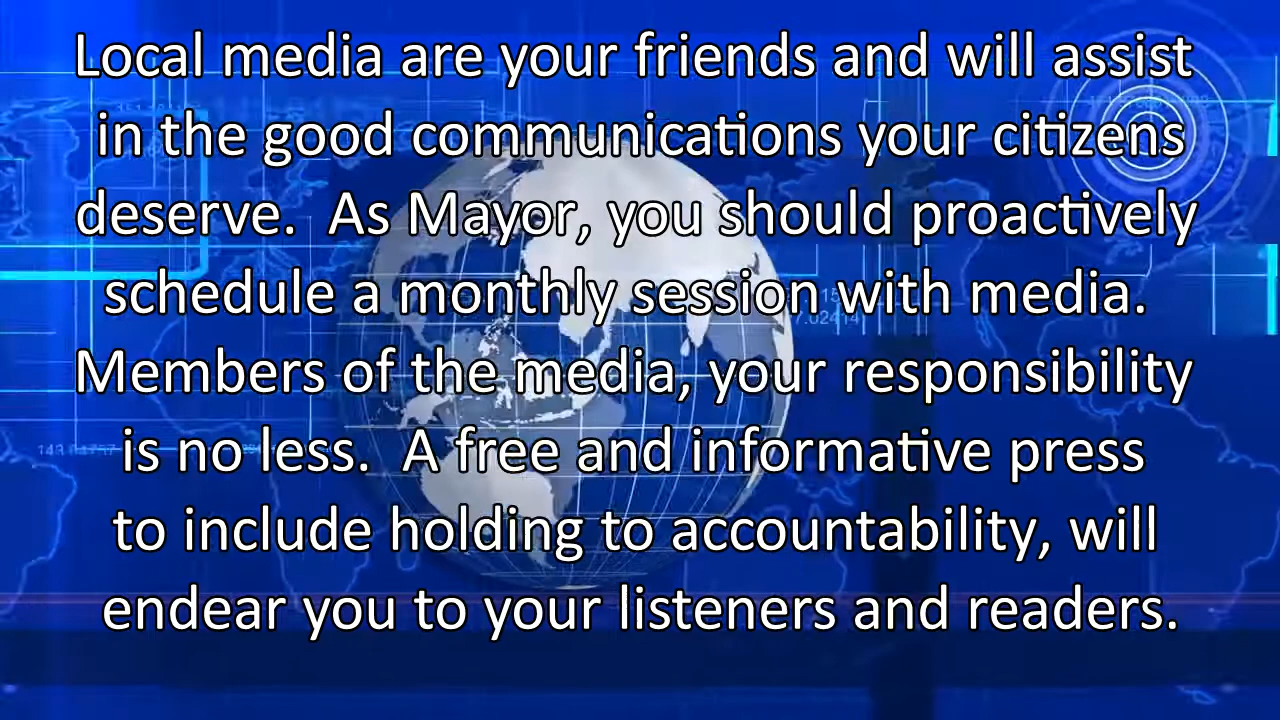 Local media are your friends and will assist
in the good communications your citizens
deserve.  As Mayor, you should proactively
schedule a monthly session with media.
Members of the media, your responsibility
is no less.  A free and informative press
to include holding to accountability, will
endear you to your listeners and readers.